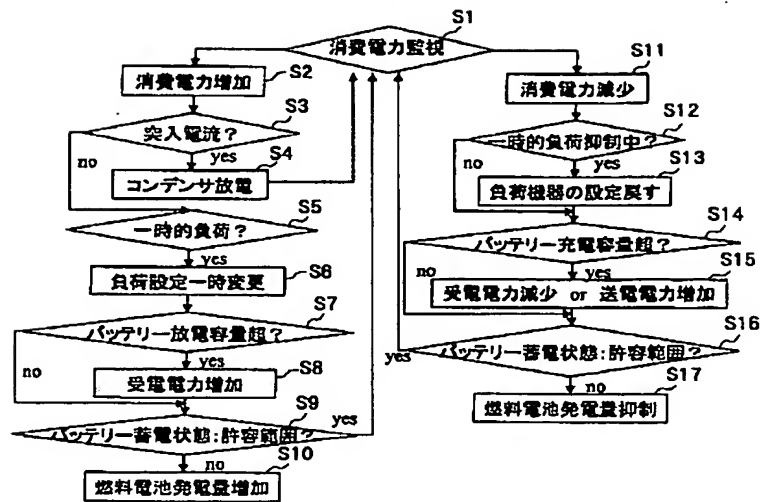 S1
消費電力監視
S2
消費電力増加
S3
突入電流?
no
yes
S4
コンデンサ放電
S5
一時的負荷?
yes
S6
負荷設定一時変更
S7
バッテリー放電容量超?
no
yes
S8
受電電力増加
S9
yes
バッテリー蓄電状態:許容範囲?
no
S10
燃料電池発電量増加
S11
消費電力減少
S12
一時的負荷抑制中?
no
yes
S13
負荷機器の設定戻す
S14
バッテリー充電容量超?
no
yes
S15
受電電力減少 or 送電電力増加
S16
yes
バッテリー蓄電状態:許容範囲?
no
S17
燃料電池発電量抑制